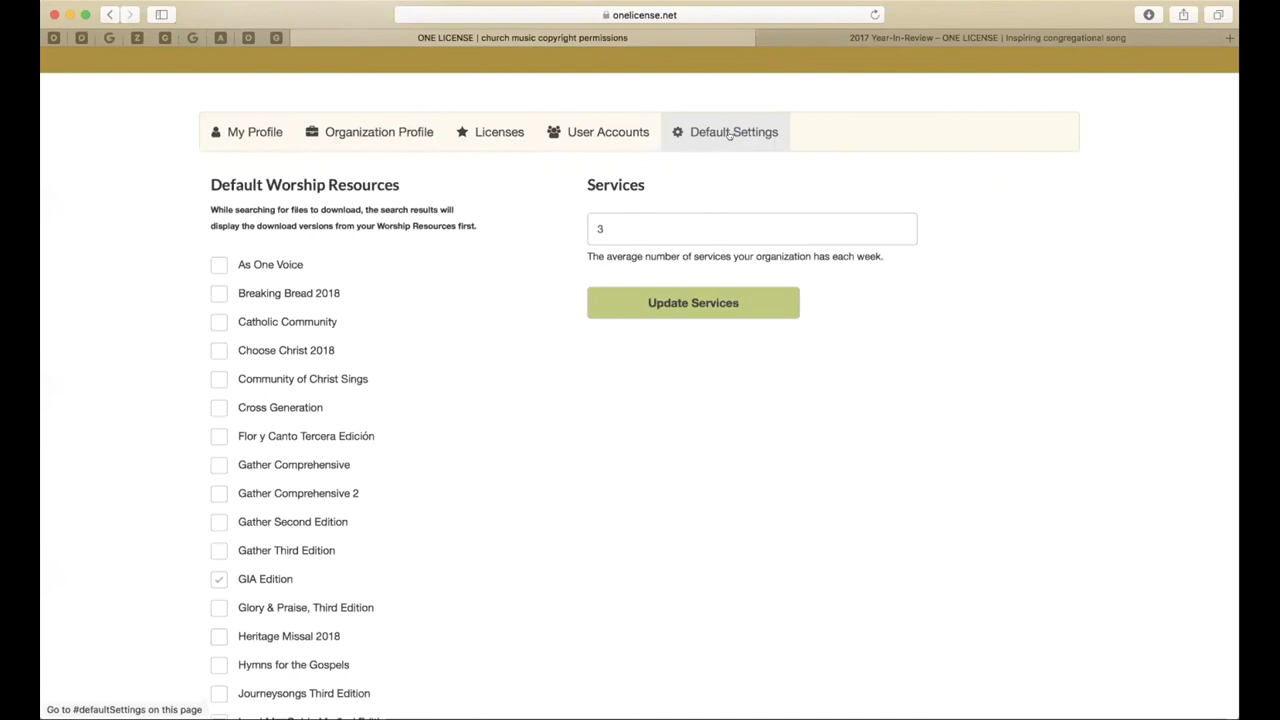 onelicense.net
O O G Z G G A O G
ONE LICENSE | church music copyright permissions
2017 Year-In-Review – ONE LICENSE | Inspiring congregational song
My Profile
Organization Profile
Licenses
User Accounts
Default Settings
Default Worship Resources
While searching for files to download, the search results will
display the download versions from your Worship Resources first.
As One Voice
Breaking Bread 2018
Catholic Community
Choose Christ 2018
Community of Christ Sings
Cross Generation
Flor y Canto Tercera Edición
Gather Comprehensive
Gather Comprehensive 2
Gather Second Edition
Gather Third Edition
GIA Edition
Glory & Praise, Third Edition
Heritage Missal 2018
Hymns for the Gospels
Journeysongs Third Edition
Services
3
The average number of services your organization has each week.
Update Services
Go to #defaultSettings on this page